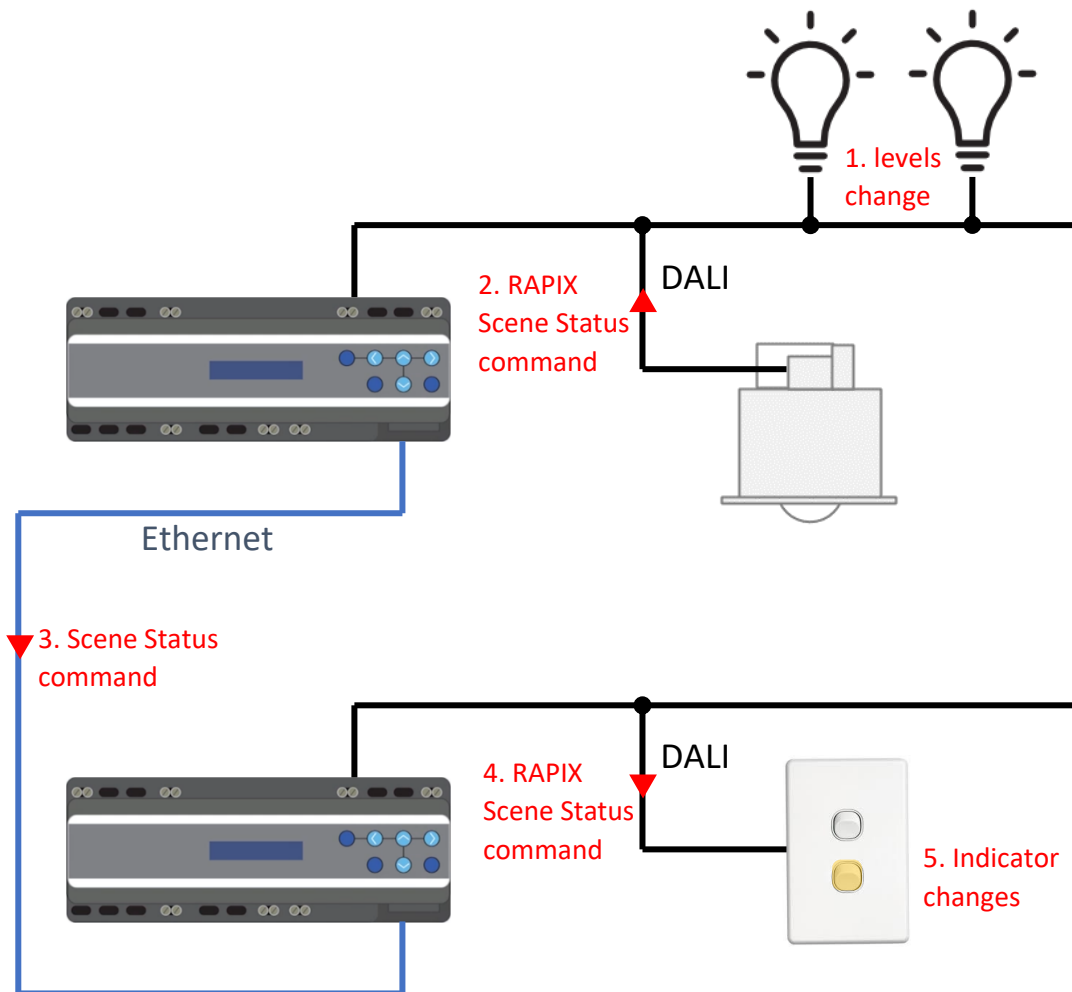 1. levels
change
DALI
2. RAPIX
Scene Status
command
Ethernet
3. Scene Status
command
DALI
4. RAPIX
Scene Status
command
5. Indicator
changes